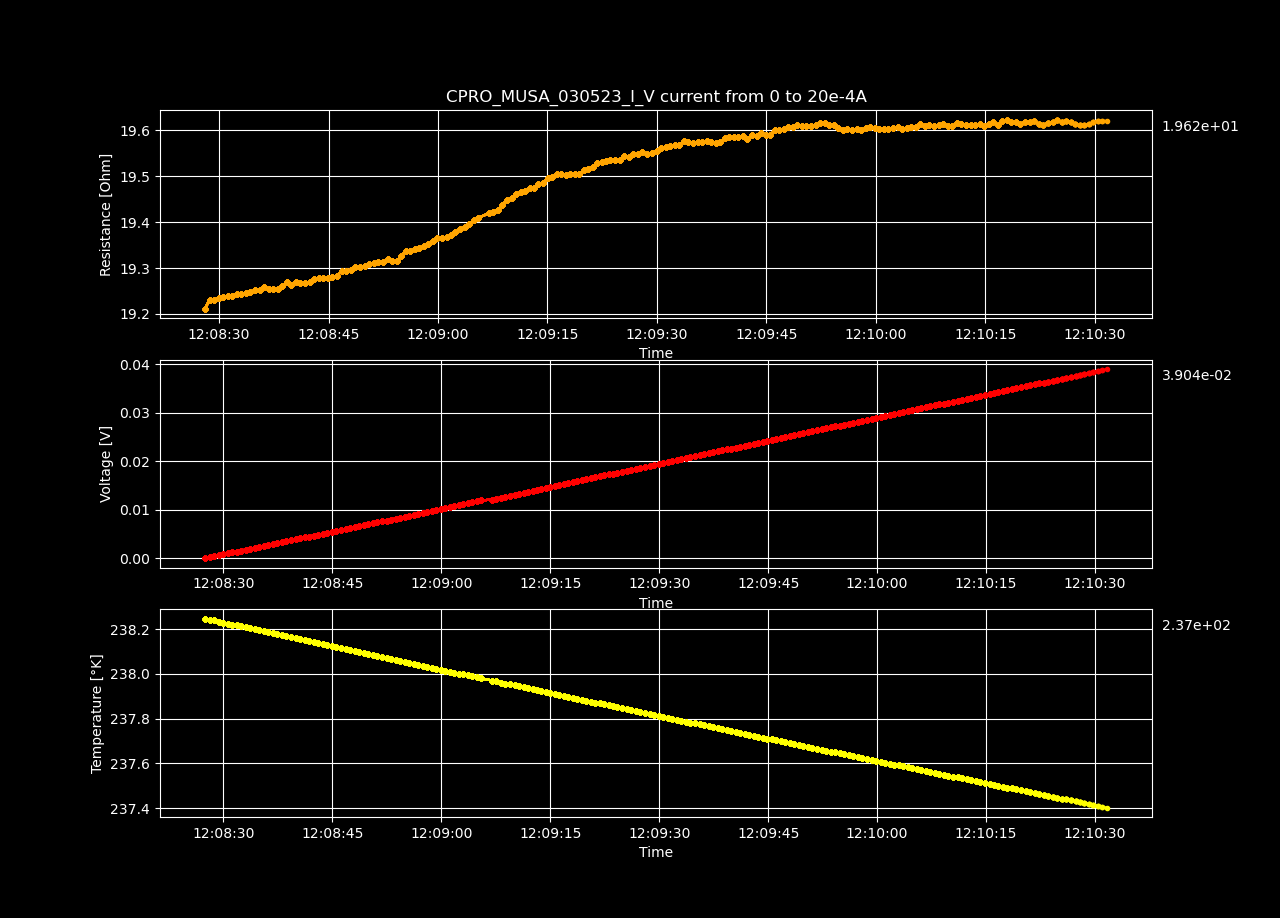 CPRO_MUSA_030523_I_V current from 0 to 20e-4A
19.6
19.5
19.4
19.3
19.2
Resistance [Ohm]
1.962e+01
12:08:30 12:08:45 12:09:00 12:09:15 12:09:30 12:09:45 12:10:00 12:10:15 12:10:30
Time
0.04
0.03
0.02
0.01
0.00
Voltage [V]
3.904e-02
12:08:30 12:08:45 12:09:00 12:09:15 12:09:30 12:09:45 12:10:00 12:10:15 12:10:30
Time
238.2
238.0
237.8
237.6
237.4
Temperature [°K]
2.37e+02
12:08:30 12:08:45 12:09:00 12:09:15 12:09:30 12:09:45 12:10:00 12:10:15 12:10:30
Time